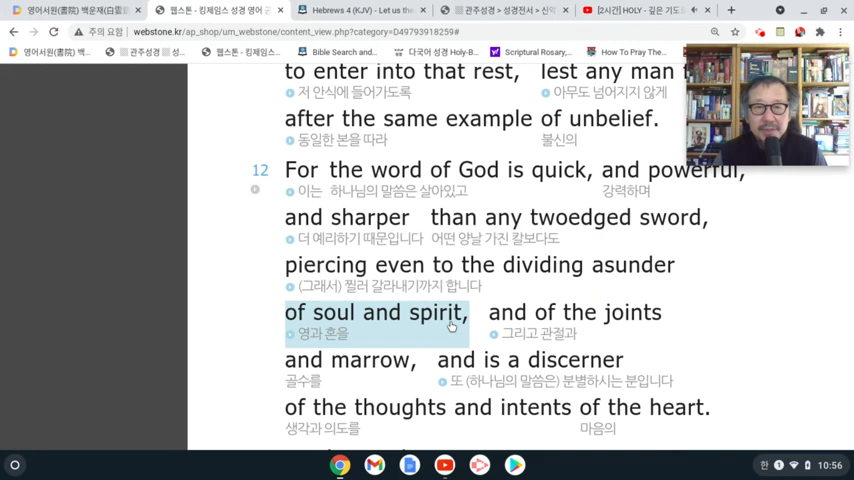 영어서원(書院) 백운재(白雲齋
웹스톤 - 킹제임스 성경 영어 공
Hebrews 4 (KJV) - Let us the
관주성경 ::: 성경전서 > 신약
[2시간] HOLY - 깊은 기도로
주의 요함
webstone.kr/ap_shop/um_webstone/content_view.php?category=D49793918259#
영어서원(書院) 백...
관주성경 ::: 성...
웹스톤 - 킹제임스...
Bible Search and...
다국어 성경 Holy-B...
Scriptural Rosary,...
How To Pray The...
to enter into that rest, lest any man f
저 안식에 들어가도록 아무도 넘어지지 않게
after the same example of unbelief.
동일한 본을 따라 불신의
12 For the word of God is quick, and powerful,
이는 하나님의 말씀은 살아있고 강력하며
and sharper than any twoedged sword,
더 예리하기 때문입니다 어떤 양날 가진 칼보다도
piercing even to the dividing asunder
(그래서) 찔러 갈라내기까지 합니다
of soul and spirit, and of the joints
영과 혼을 그리고 관절과
and marrow, and is a discerner
골수를 또 (하나님의 말씀은) 분별하시는 분입니다
of the thoughts and intents of the heart.
생각과 의도를 마음의
한 1 10:56